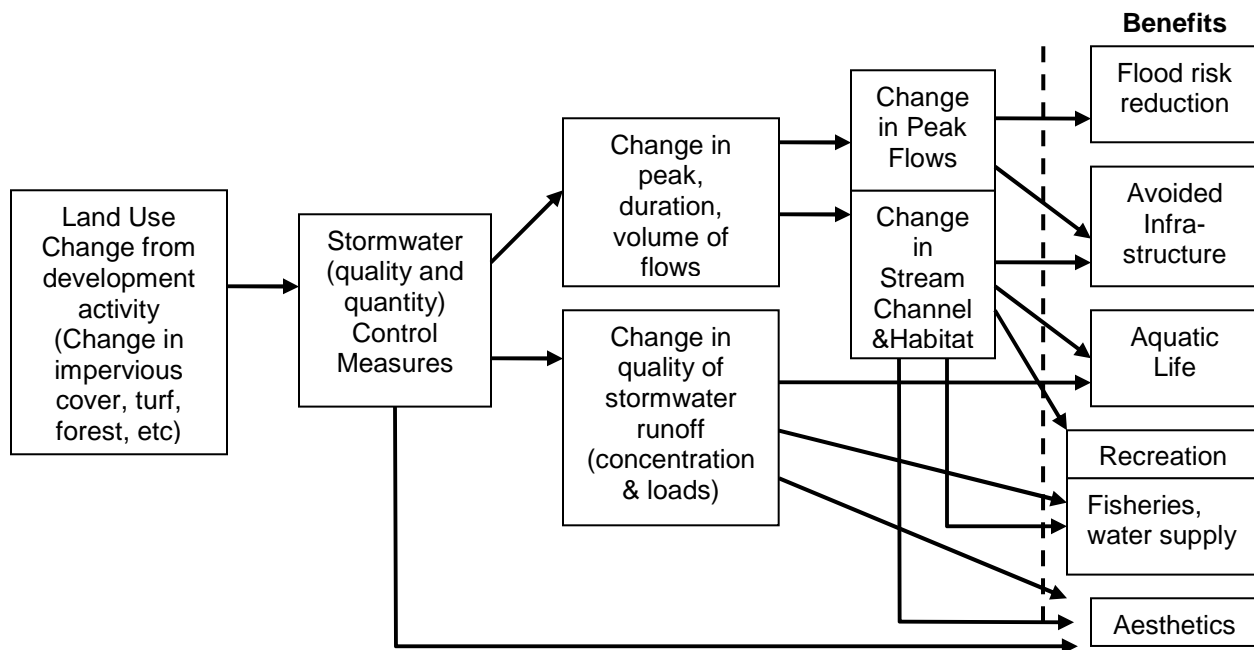 Benefits
Land Use
Change from
development
activity
(Change in
impervious
cover, turf,
forest, etc)
Stormwater
(quality and
quantity)
Control
Measures
Change in
peak,
duration,
volume of
flows
Change in
quality of
stormwater
runoff
(concentration
& loads)
Change
in Peak
Flows
Change
in
Stream
Channel
&Habitat
Flood risk
reduction
Avoided
Infra-
structure
Aquatic
Life
Recreation
Fisheries,
water supply
Aesthetics